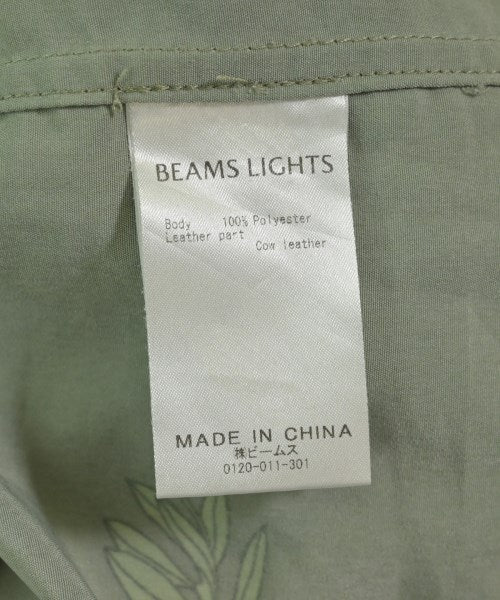 BEAMS LIGHTS
Body 100% Polyester
Leather part
Cow leather
MADE IN CHINA
㈱ビームス
0120-011-301